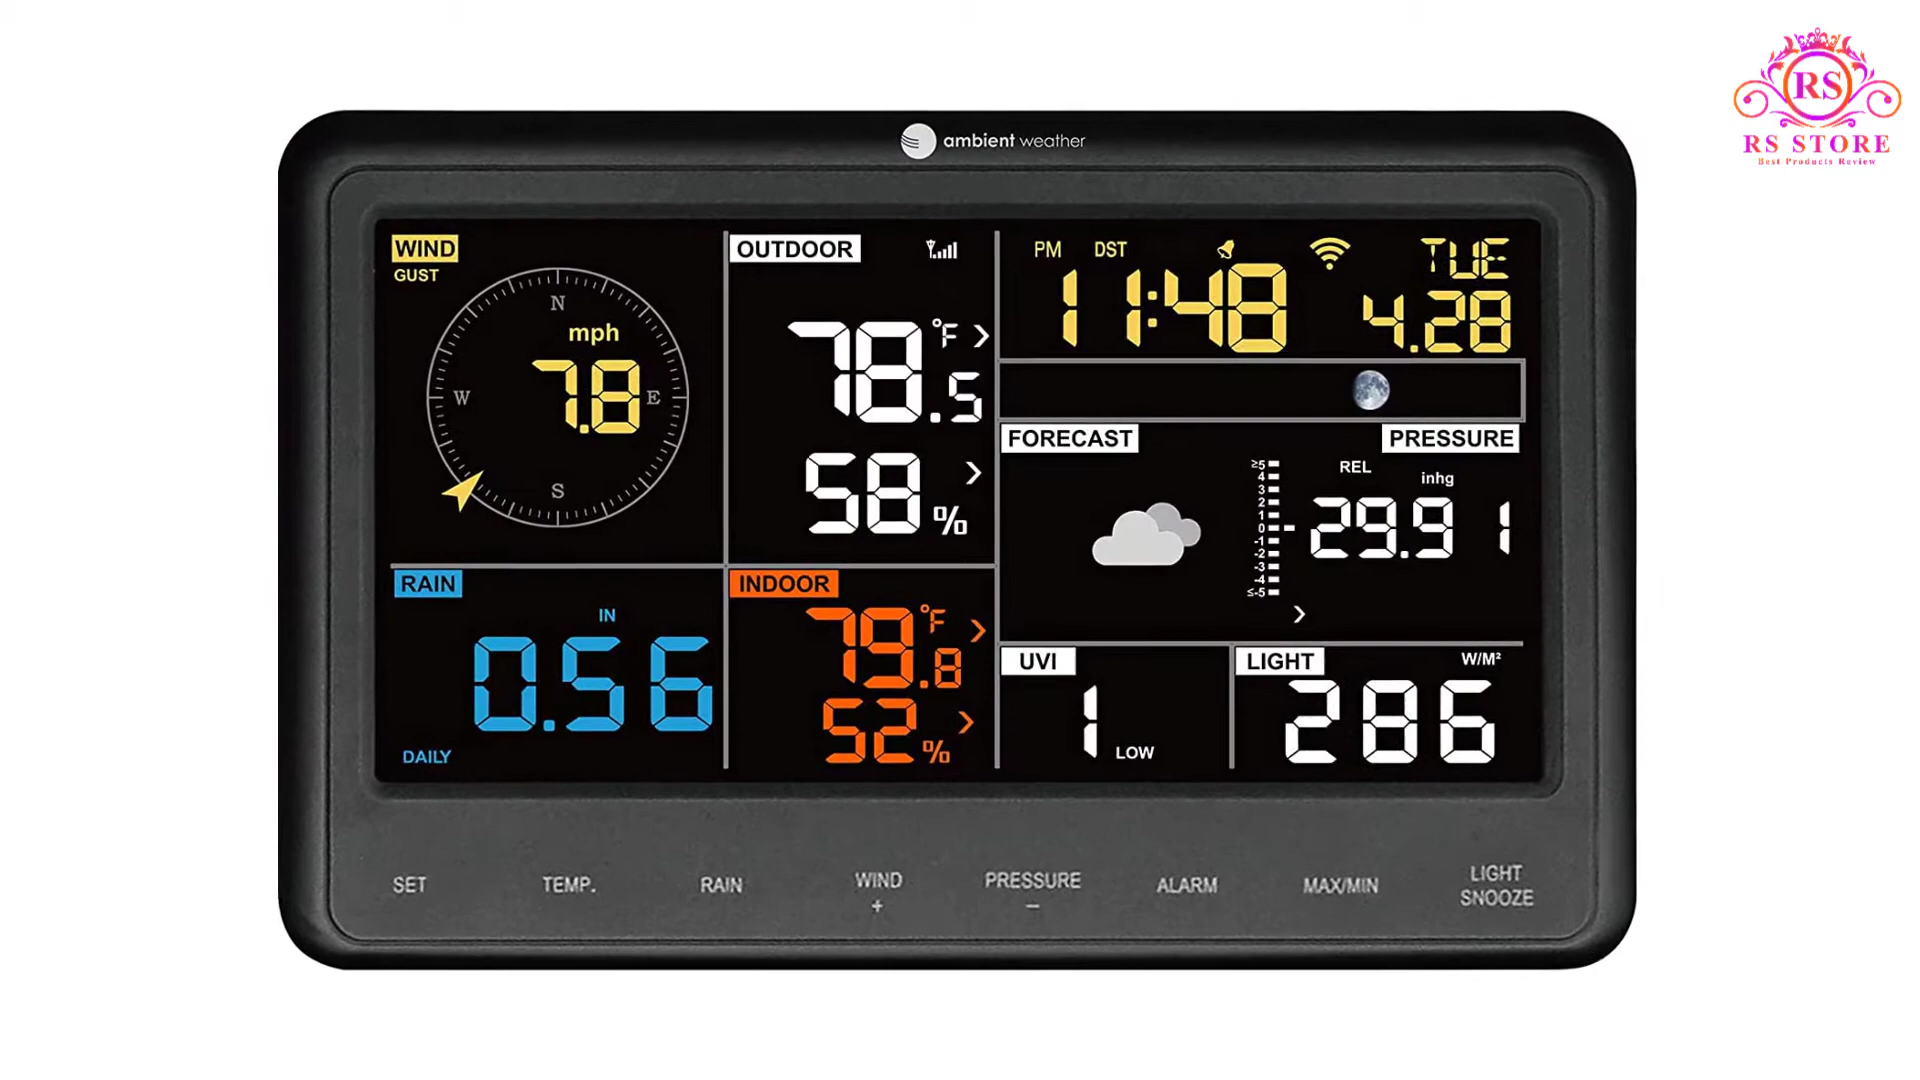 RS
RS STORE
Best Products Review
ambient weather
WIND
GUST
N
mph
W
7.8
E
S
OUTDOOR
78.5 °F
58 %
PM DST
11:48
TUE
4.28
FORECAST
PRESSURE
≥5
4
3
2
1
0
-1
-2
-3
-4
≤-5
REL
inhg
29.91
RAIN
IN
0.56
DAILY
INDOOR
79.8 °F
52 %
UVI
1 LOW
LIGHT
W/M²
286
SET
TEMP.
RAIN
WIND
+
PRESSURE
–
ALARM
MAX/MIN
LIGHT
SNOOZE